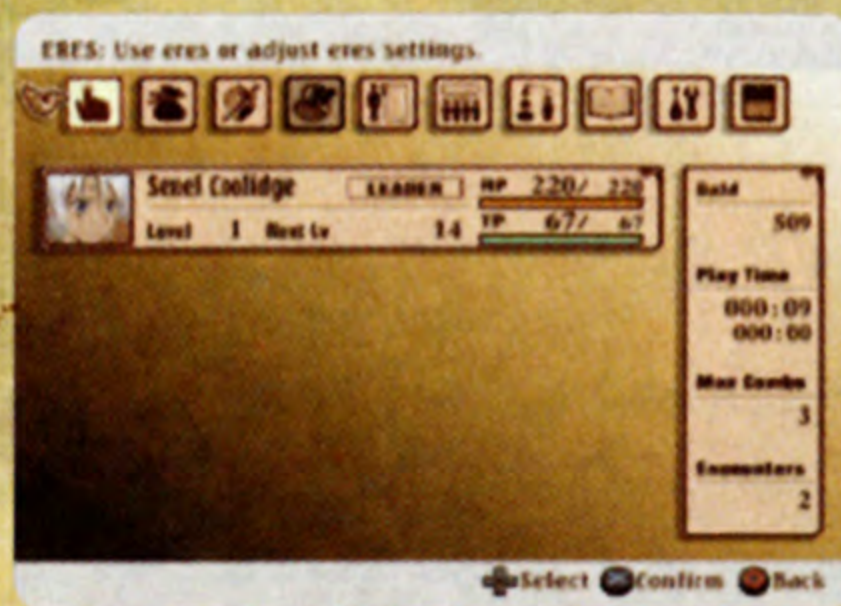 ERES: Use eres or adjust eres settings.
Senel Coolidge LEADER HP 220/ 220
Level 1 Next Lv 14 TP 67/ 67
Gald
509
Play Time
000:09
000:00
Max Combo
3
Encounters
2
Select Confirm Back